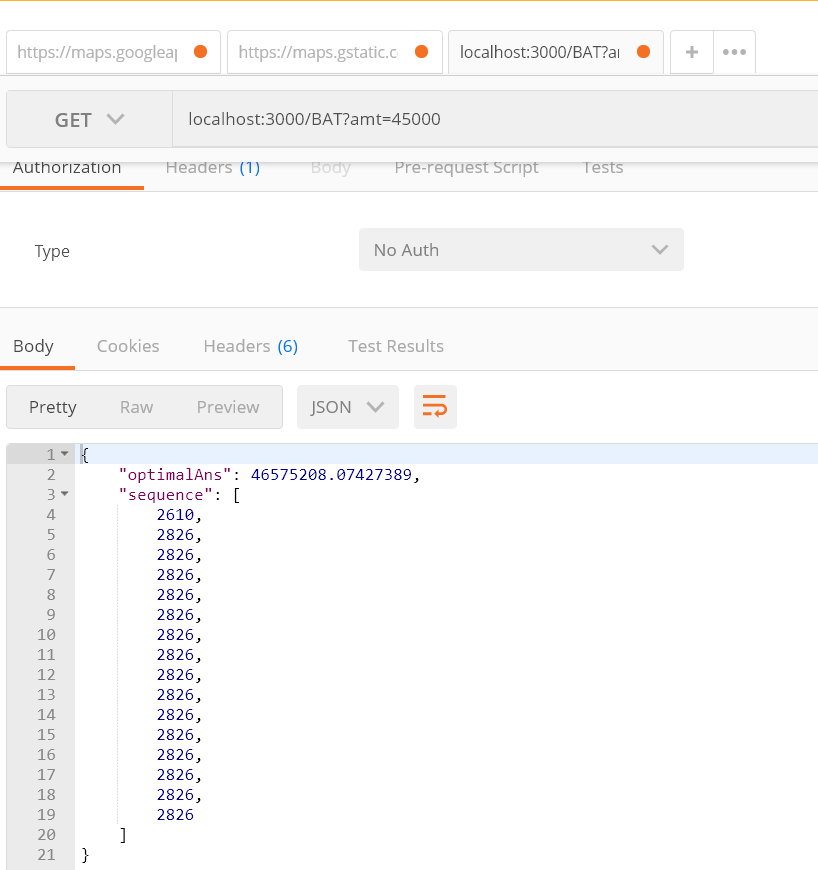 https://maps.googleap https://maps.gstatic.c localhost:3000/BAT?a + •••
GET localhost:3000/BAT?amt=45000
Authorization Headers (1) Body Pre-request Script Tests
Type No Auth
Body Cookies Headers (6) Test Results
Pretty Raw Preview JSON
1 {
2 "optimalAns": 46575208.07427389,
3 "sequence": [
4 2610,
5 2826,
6 2826,
7 2826,
8 2826,
9 2826,
10 2826,
11 2826,
12 2826,
13 2826,
14 2826,
15 2826,
16 2826,
17 2826,
18 2826,
19 2826
20 ]
21 }